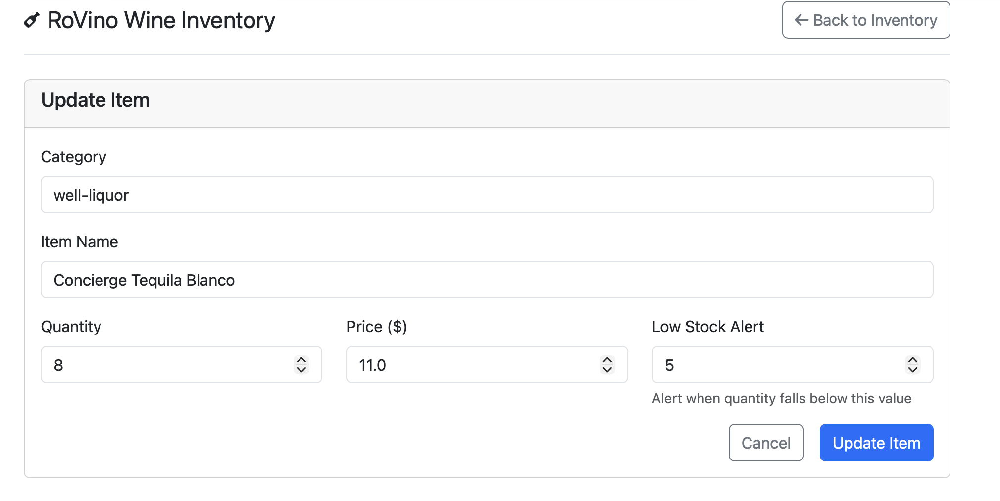 RoVino Wine Inventory
← Back to Inventory
Update Item
Category
well-liquor
Item Name
Concierge Tequila Blanco
Quantity
Price ($)
Low Stock Alert
8
11.0
5
Alert when quantity falls below this value
Cancel
Update Item